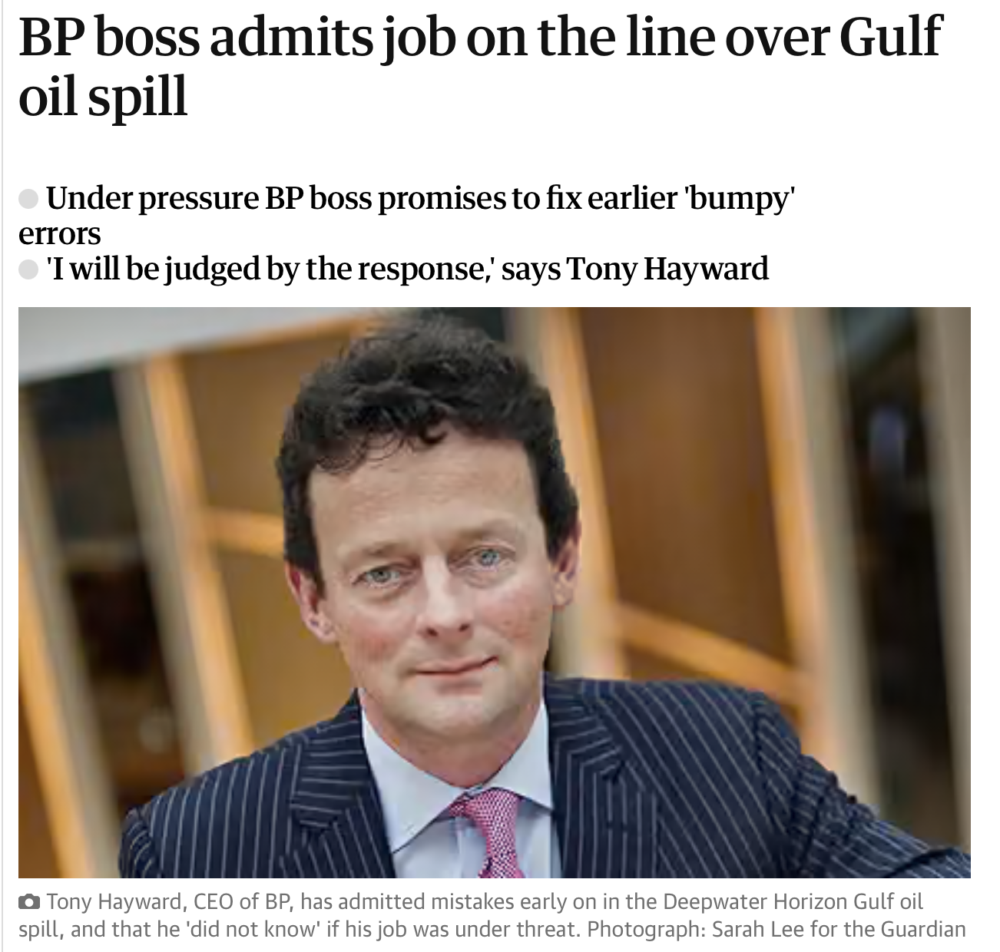 BP boss admits job on the line over Gulf
oil spill
Under pressure BP boss promises to fix earlier 'bumpy'
errors
'I will be judged by the response,' says Tony Hayward
Tony Hayward, CEO of BP, has admitted mistakes early on in the Deepwater Horizon Gulf oil
spill, and that he 'did not know' if his job was under threat. Photograph: Sarah Lee for the Guardian